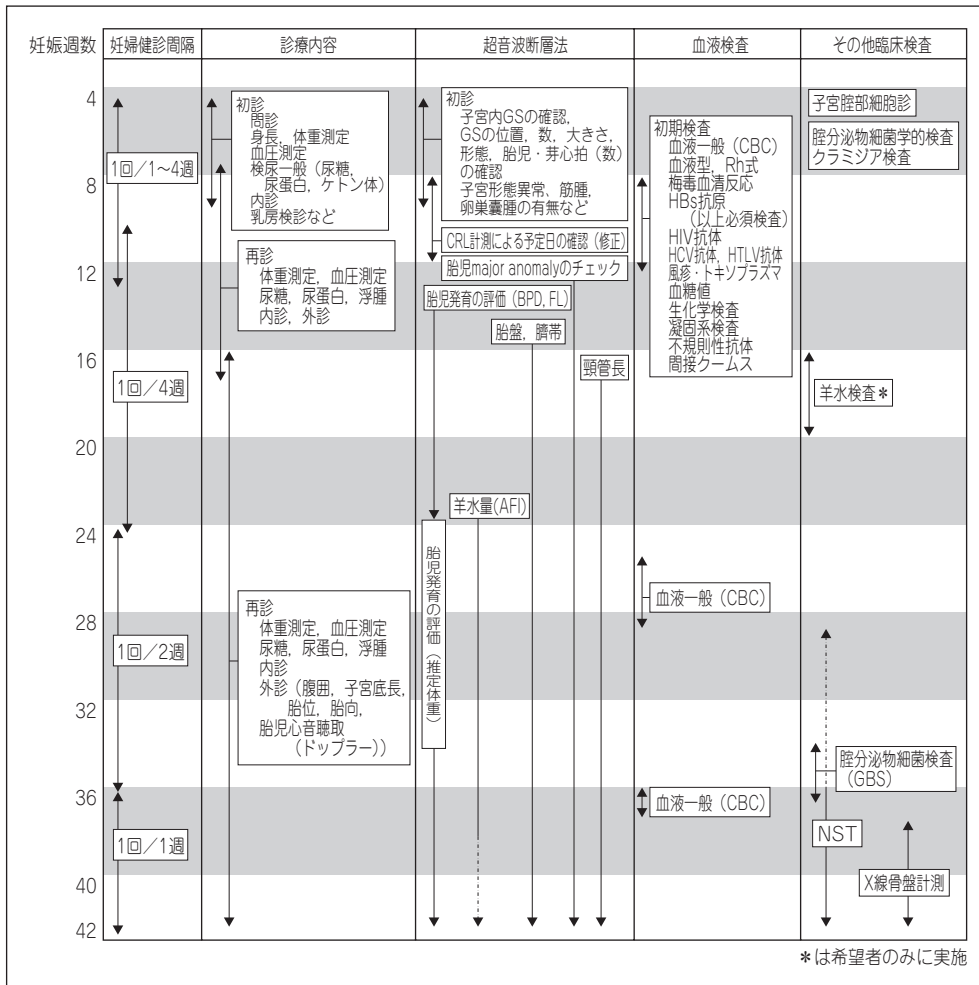 妊娠週数
妊婦健診間隔
診療内容
超音波断層法
血液検査
その他臨床検査
4
8
12
16
20
24
28
32
36
40
42
1回／1〜4週
1回／4週
1回／2週
1回／1週
初診
問診
身長，体重測定
血圧測定
検尿一般（尿糖，
尿蛋白，ケトン体）
内診
乳房検診など
再診
体重測定，血圧測定
尿糖，尿蛋白，浮腫
内診，外診
再診
体重測定，血圧測定
尿糖，尿蛋白，浮腫
内診
外診（腹囲，子宮底長，
胎位，胎向，
胎児心音聴取
（ドップラー））
初診
子宮内GSの確認，
GSの位置，数，大きさ，
形態，胎児・芽心拍（数）
の確認
子宮形態異常、筋腫，
卵巣嚢腫の有無など
CRL計測による予定日の確認（修正）
胎児major anomalyのチェック
胎児発育の評価（BPD，FL）
胎盤，臍帯
頸管長
羊水量(AFI)
胎児発育の評価（推定体重）
初期検査
血液一般（CBC）
血液型，Rh式
梅毒血清反応
HBs抗原
（以上必須検査）
HIV抗体
HCV抗体，HTLV抗体
風疹・トキソプラズマ
血糖値
生化学検査
凝固系検査
不規則性抗体
間接クームス
血液一般（CBC）
血液一般（CBC）
子宮腟部細胞診
腟分泌物細菌学的検査
クラミジア検査
羊水検査＊
腟分泌物細菌検査
（GBS）
NST
X線骨盤計測
＊は希望者のみに実施